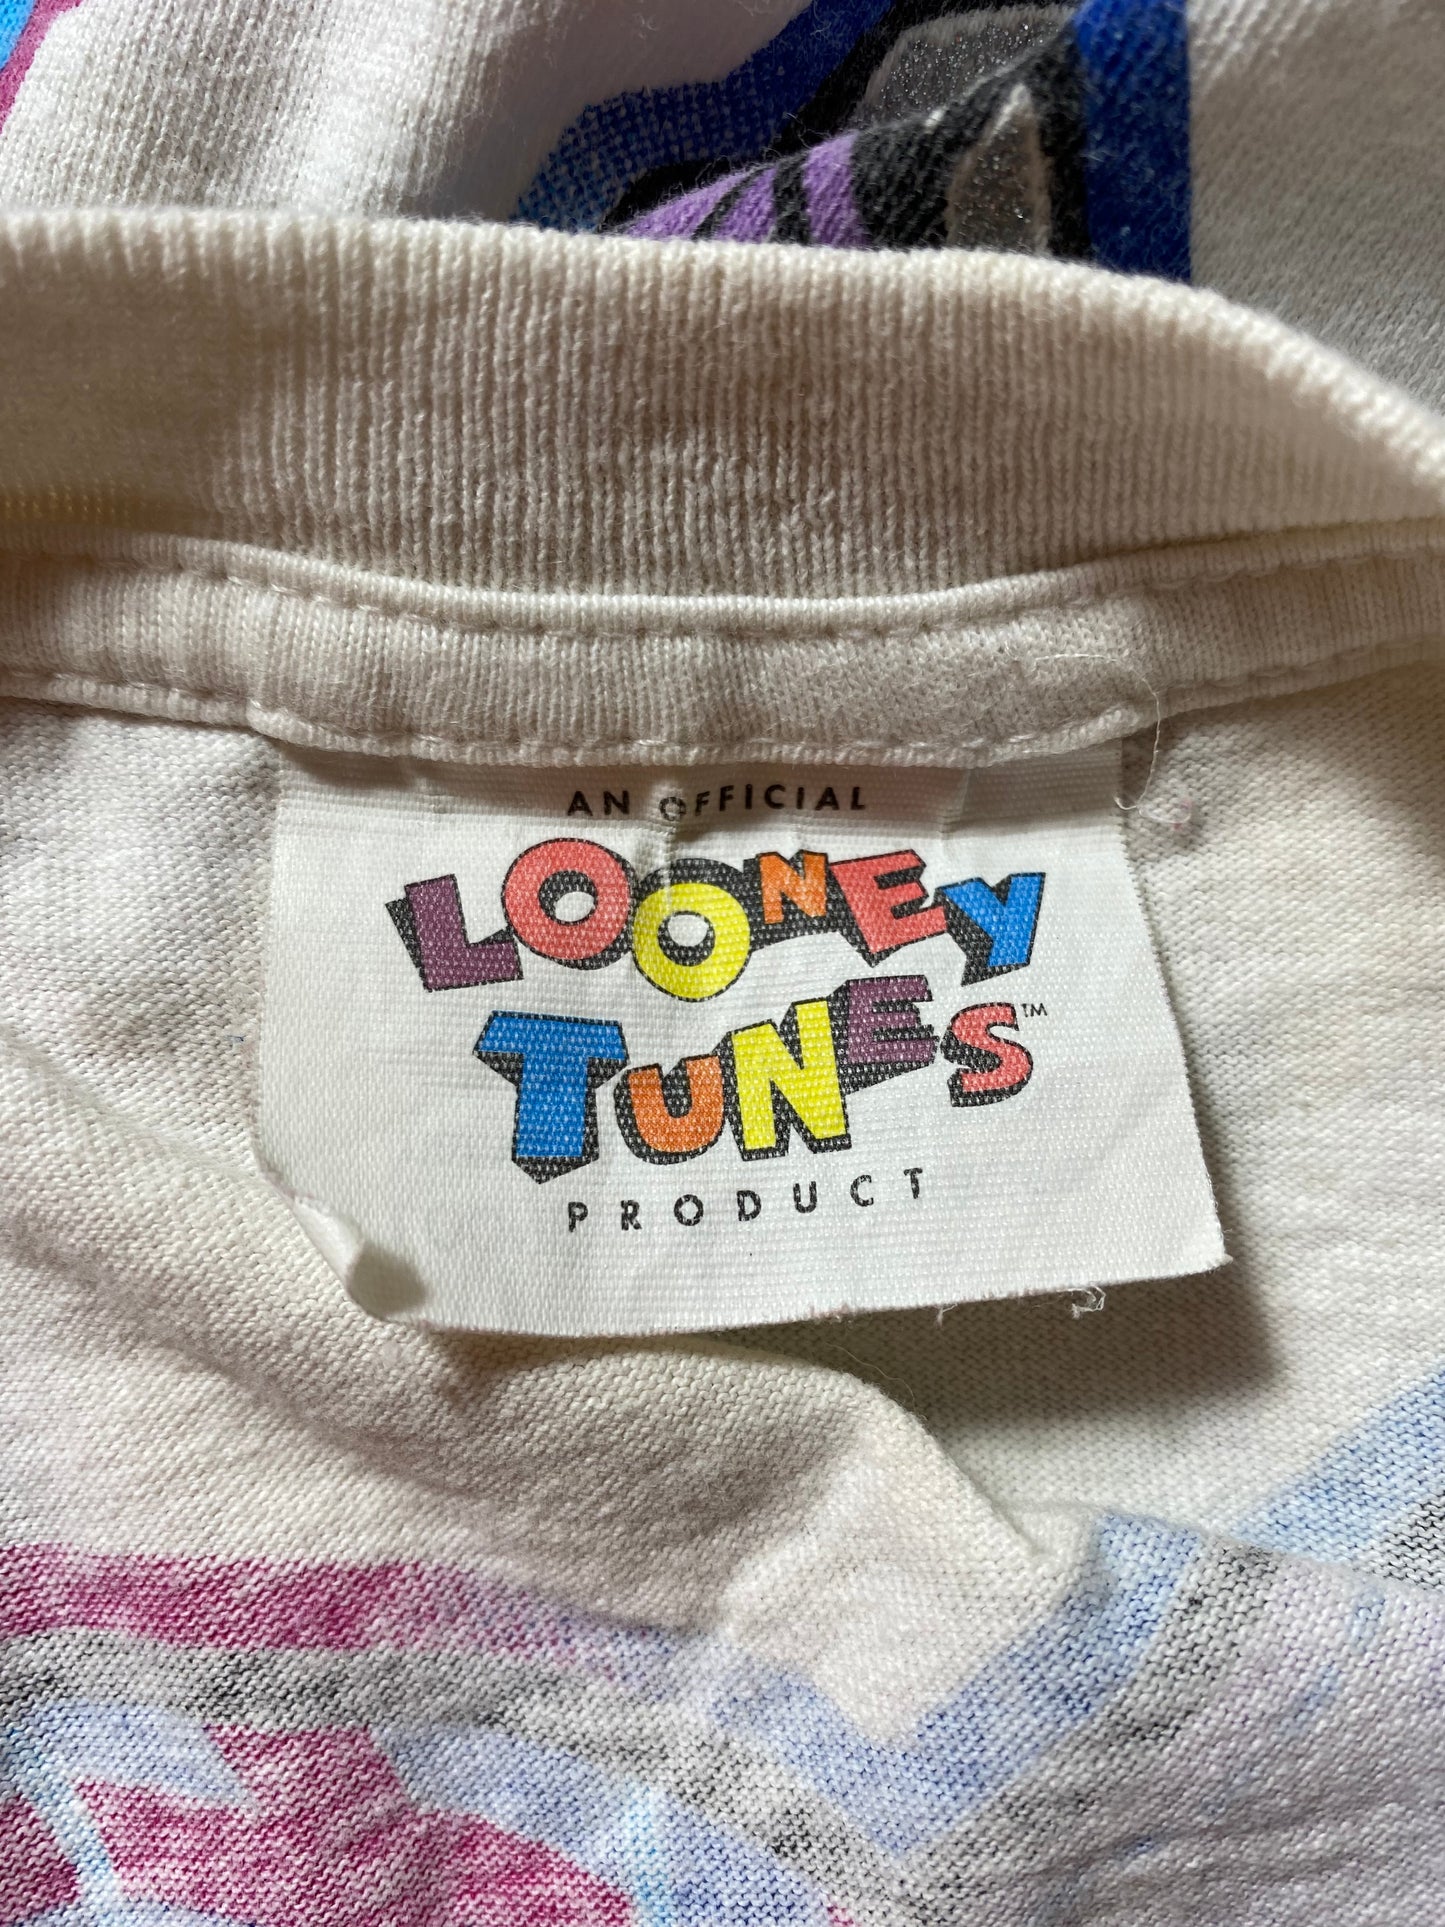 AN OFFICIAL
LOONEY
TUNES™
PRODUCT